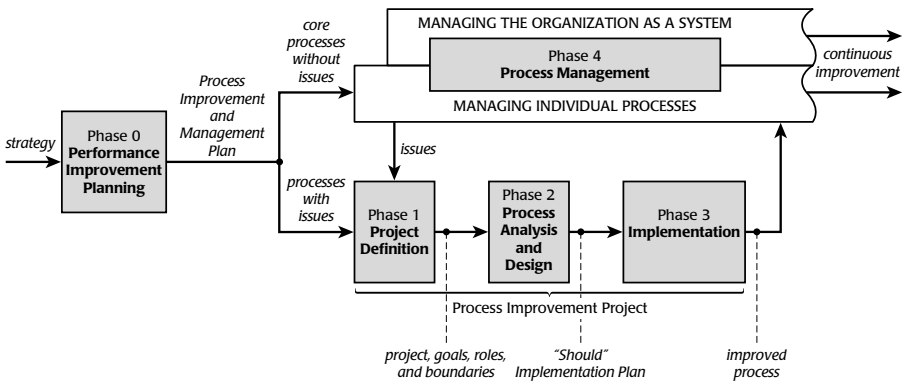 MANAGING THE ORGANIZATION AS A SYSTEM
Phase 4
Process Management
MANAGING INDIVIDUAL PROCESSES
continuous
improvement
core
processes
without
issues
Process
Improvement
and
Management
Plan
strategy
Phase 0
Performance
Improvement
Planning
issues
processes
with
issues
Phase 1
Project
Definition
Phase 2
Process
Analysis
and
Design
Phase 3
Implementation
Process Improvement Project
project, goals, roles,
and boundaries
“Should”
Implementation Plan
improved
process